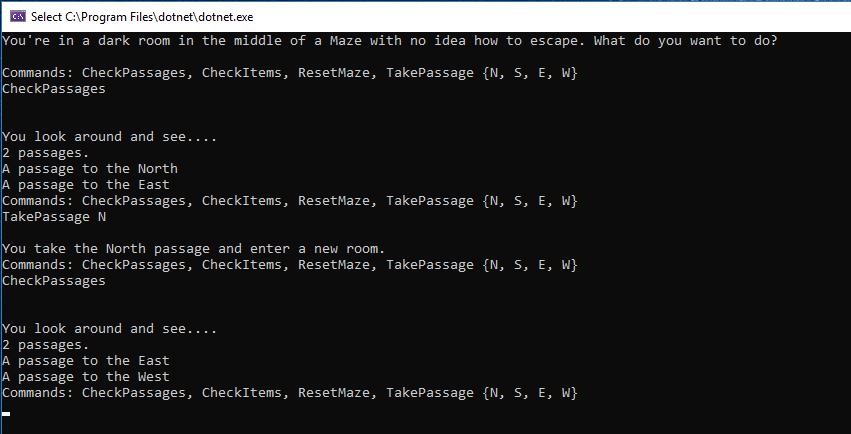 Select C:\Program Files\dotnet\dotnet.exe
You're in a dark room in the middle of a Maze with no idea how to escape. What do you want to do?
Commands: CheckPassages, CheckItems, ResetMaze, TakePassage {N, S, E, W}
CheckPassages
You look around and see....
2 passages.
A passage to the North
A passage to the East
Commands: CheckPassages, CheckItems, ResetMaze, TakePassage {N, S, E, W}
TakePassage N
You take the North passage and enter a new room.
Commands: CheckPassages, CheckItems, ResetMaze, TakePassage {N, S, E, W}
CheckPassages
You look around and see....
2 passages.
A passage to the East
A passage to the West
Commands: CheckPassages, CheckItems, ResetMaze, TakePassage {N, S, E, W}